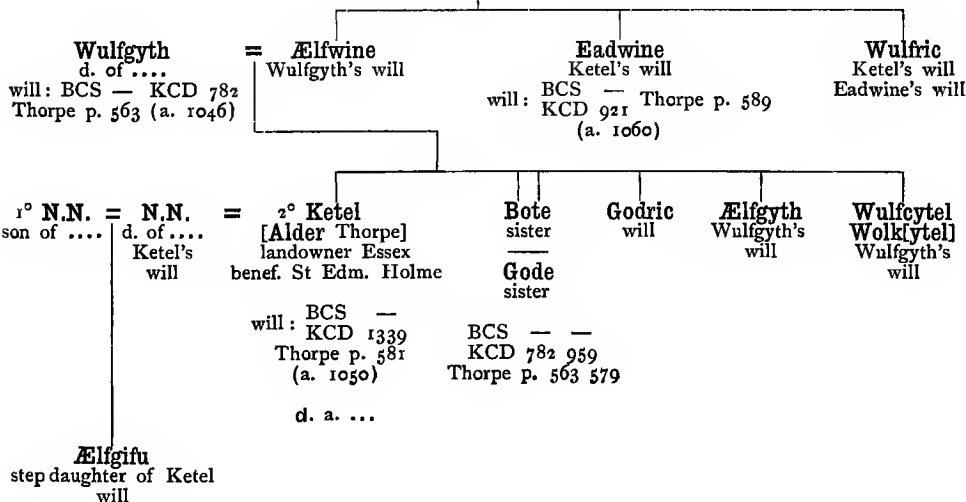 Wulfgyth = Ælfwine Eadwine Wulfric
d. of .... Wulfgyth's will Ketel's will Ketel's will
will: BCS — KCD 782 will: BCS — KCD 921 Thorpe p. 589 Eadwine's will
Thorpe p. 563 (a. 1046) (a. 1060)
1° N.N. = N.N. = 2° Ketel Bote Godric Ælfgyth Wulfcytel
son of .... d. of .... [Alder Thorpe] sister will Wulfgyth's Wolk[ytel]
Ketel's landowner Essex will Wulfgyth's
will benef. St Edm. Holme Gode will
sister
will: BCS — BCS — —
KCD 1339 KCD 782 959
Thorpe p. 581 Thorpe p. 563 579
(a. 1050)
d. a. ...
Ælfgifu
step daughter of Ketel
will